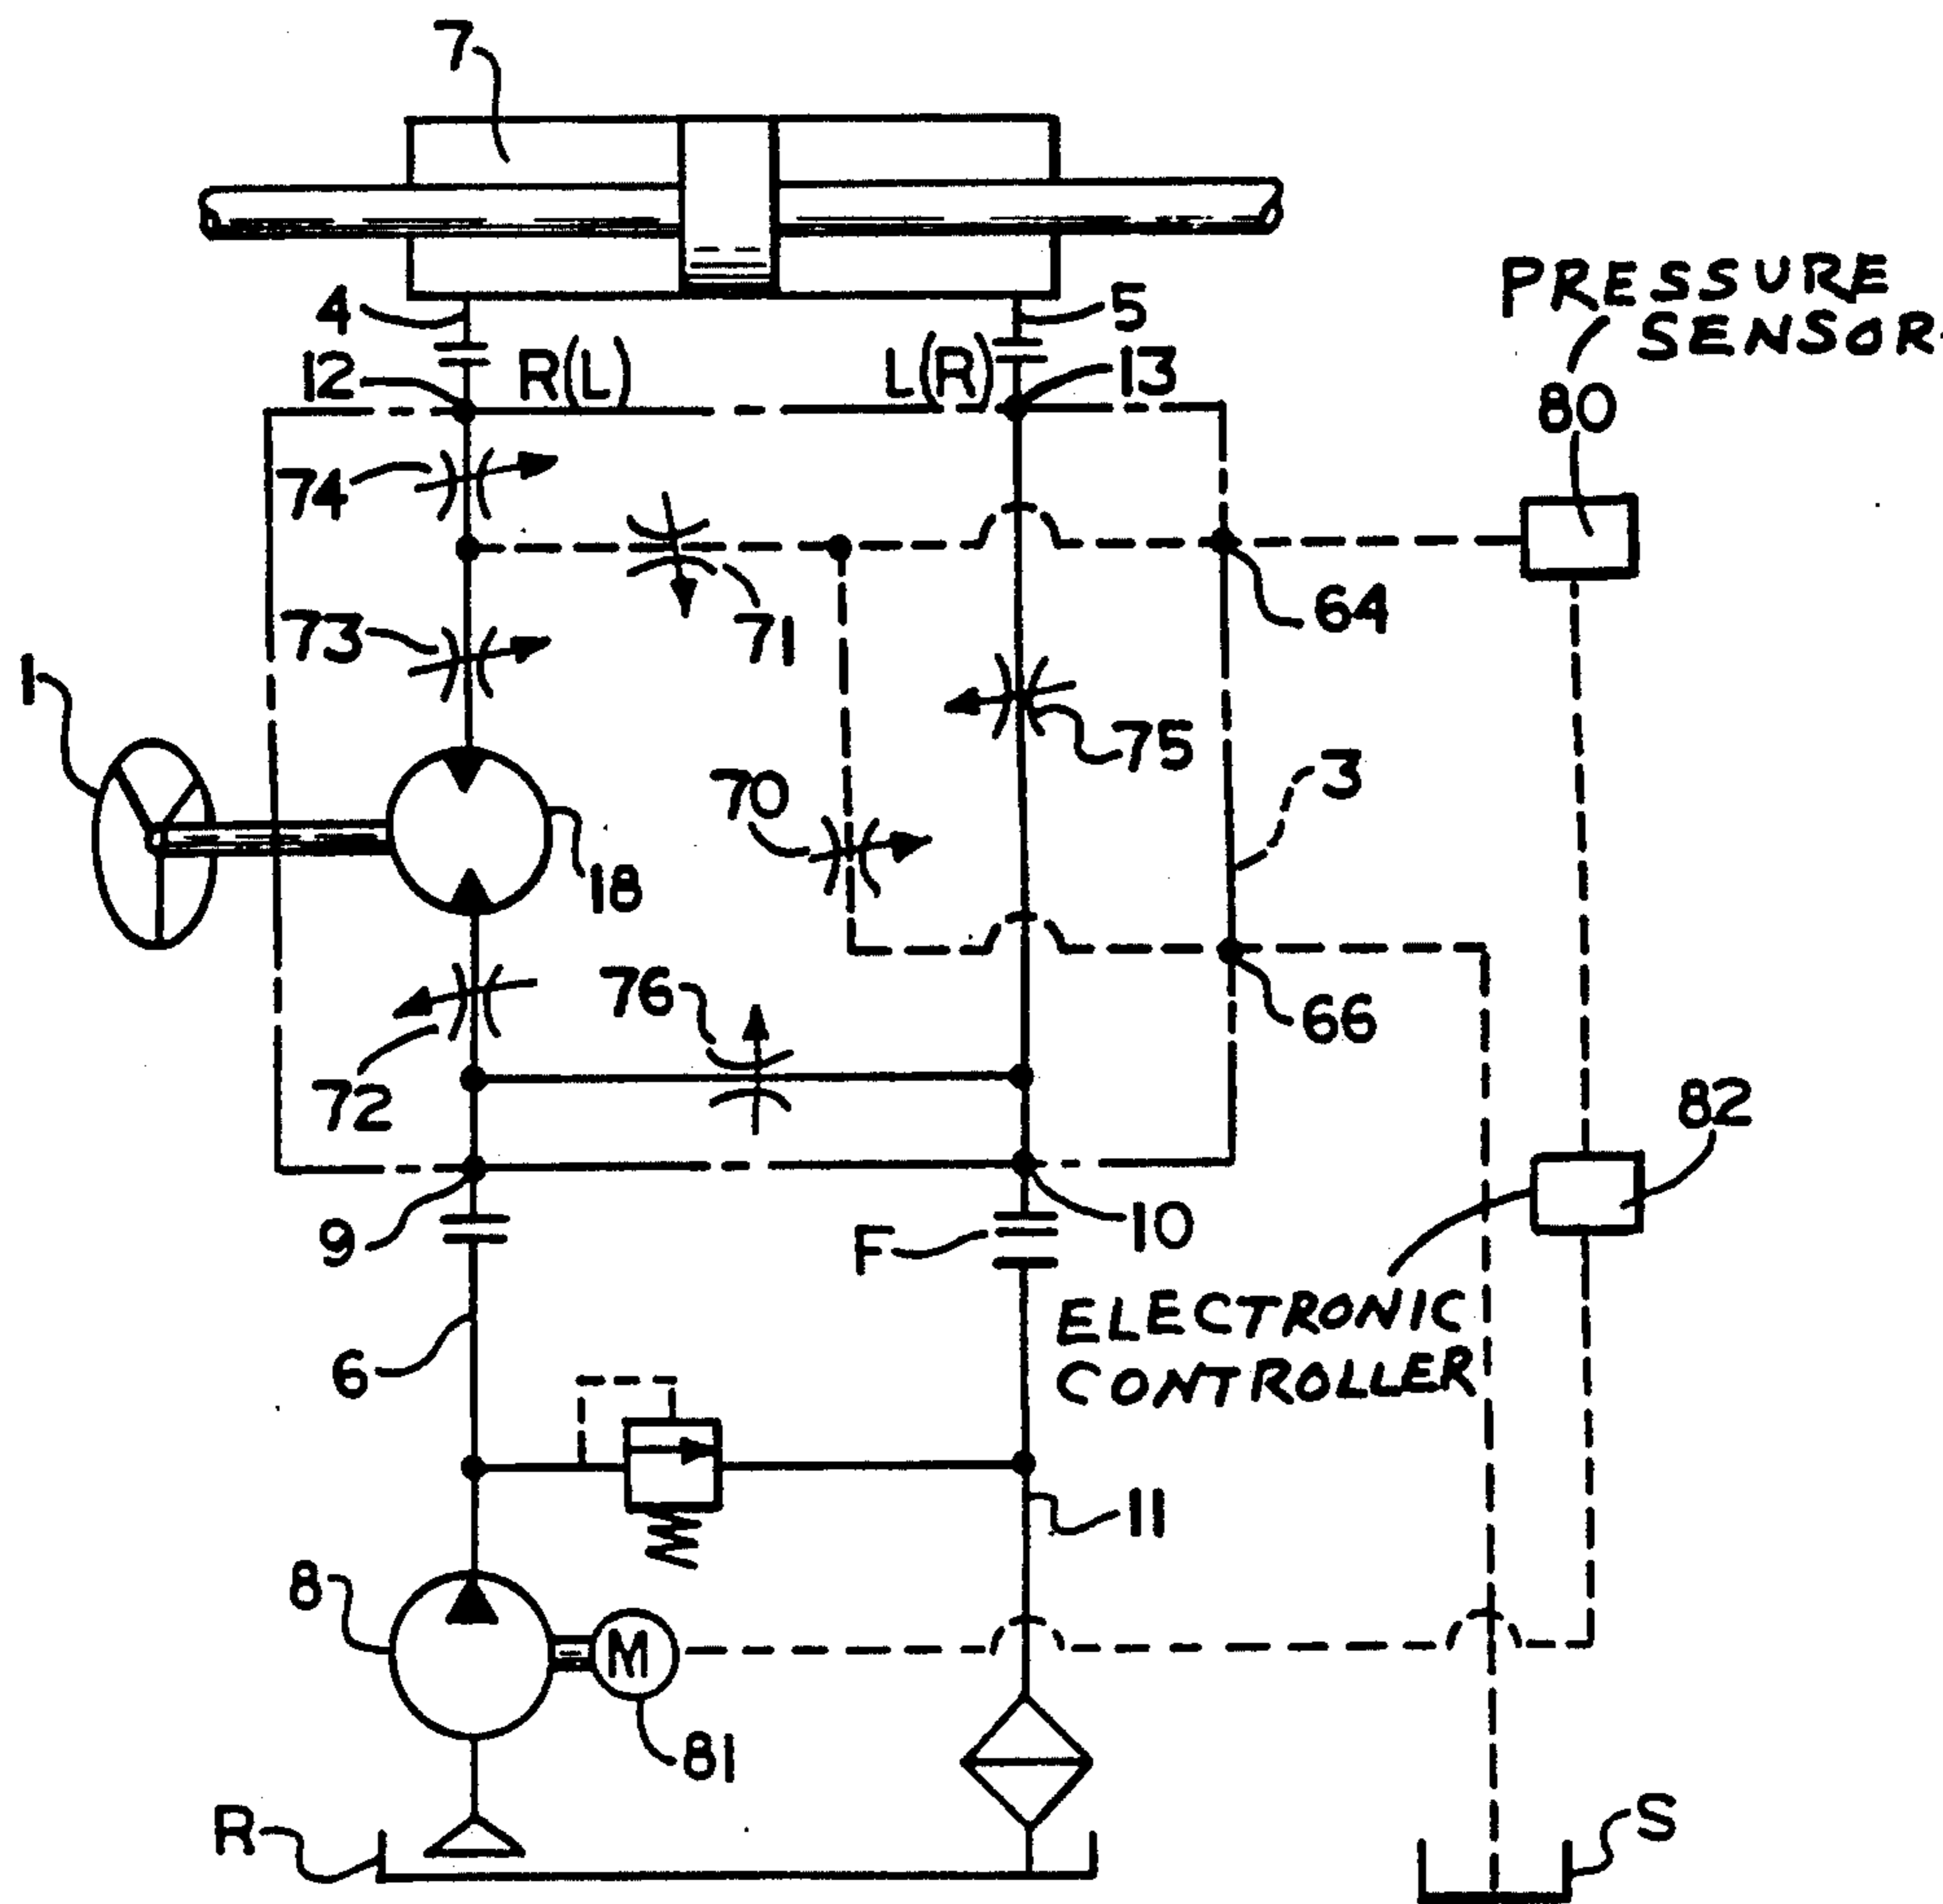 7
PRESSURE
SENSOR.
4
5
12
R(L)
L(R)
13
80
74
71
64
73
1
75
3
70
18
76
66
72
82
9
F
10
ELECTRONIC
CONTROLLER
6
11
8
M
81
R
S